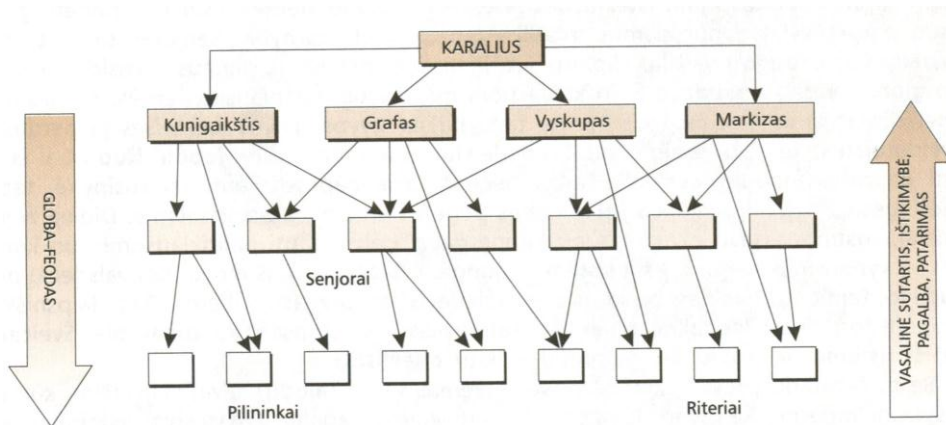 KARALIUS
Kunigaikštis
Grafas
Vyskupas
Markizas
GLOBA–FEODAS
VASALINĖ SUTARTIS, IŠTIKIMYBĖ,
PAGALBA, PATARIMAS
Senjorai
Pilininkai
Riteriai